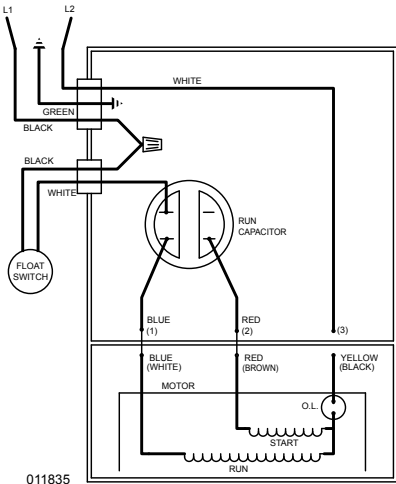 L1
L2
WHITE
GREEN
BLACK
BLACK
WHITE
RUN
CAPACITOR
FLOAT
SWITCH
BLUE
(1)
RED
(2)
(3)
BLUE
(WHITE)
RED
(BROWN)
YELLOW
(BLACK)
MOTOR
O.L.
START
RUN
011835